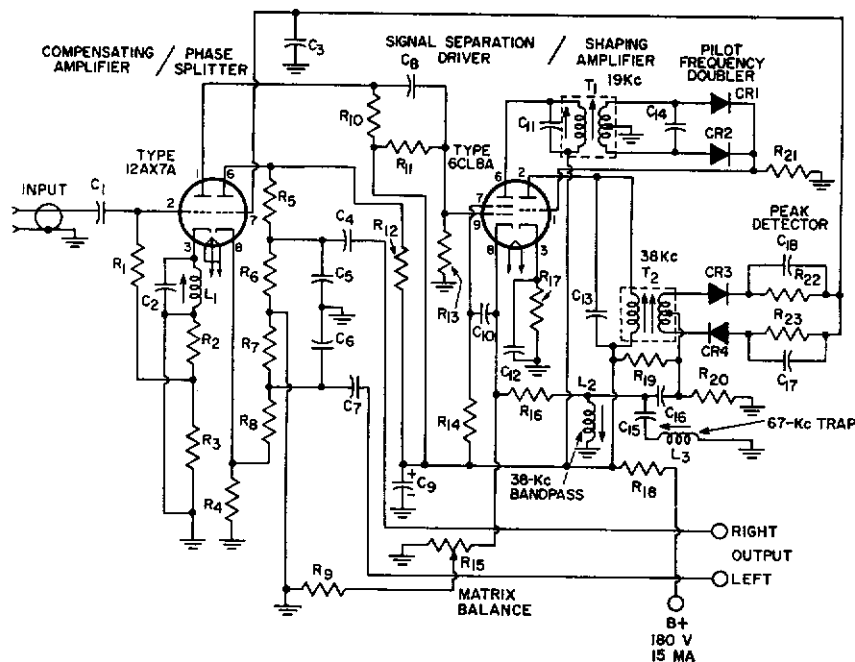 COMPENSATING AMPLIFIER / PHASE SPLITTER
SIGNAL SEPARATION DRIVER / SHAPING AMPLIFIER
PILOT FREQUENCY DOUBLER
C3
C8
R10
R11
T1
19Kc
C11
C14
CR1
CR2
R21
TYPE 12AX7A
1
6
2
7
3
8
TYPE 6CL8A
6
2
7
9
1
8
3
INPUT
C1
R1
C2
L1
R2
R3
R4
R5
R6
R7
R8
C4
C5
C6
C7
R12
R13
C10
R14
R17
C12
C13
38Kc
T2
PEAK DETECTOR
C18
CR3
R22
R23
CR4
C17
R19
R20
C16
C15
R16
L2
L3
67-Kc TRAP
38-Kc BANDPASS
R18
+
-
C9
R9
R15
MATRIX BALANCE
RIGHT
OUTPUT
LEFT
B+
180 V
15 MA